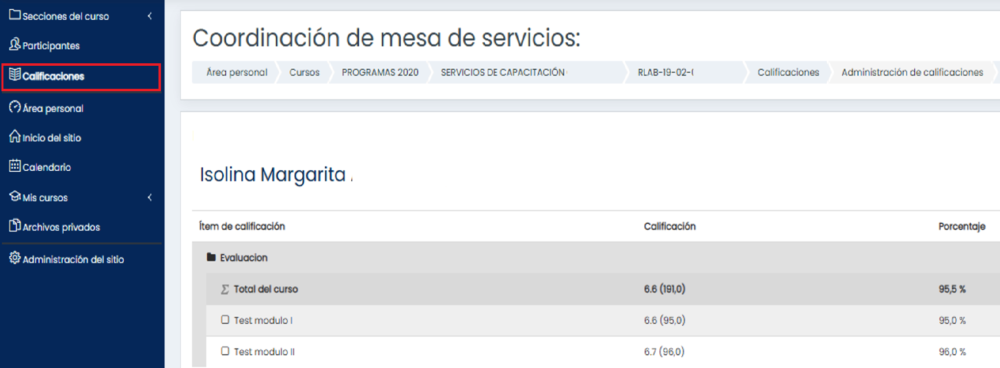 Secciones del curso
Participantes
Calificaciones
Área personal
Inicio del sitio
Calendario
Mis cursos
Archivos privados
Administración del sitio
Coordinación de mesa de servicios:
Área personal Cursos PROGRAMAS 2020 SERVICIOS DE CAPACITACIÓN RLAB-19-02- Calificaciones Administración de calificaciones
Isolina Margarita
Ítem de calificación Calificación Porcentaje
Evaluacion
Σ Total del curso 6.6 (191,0) 95,5 %
Test modulo I 6.6 (95,0) 95,0 %
Test modulo II 6.7 (96,0) 96,0 %